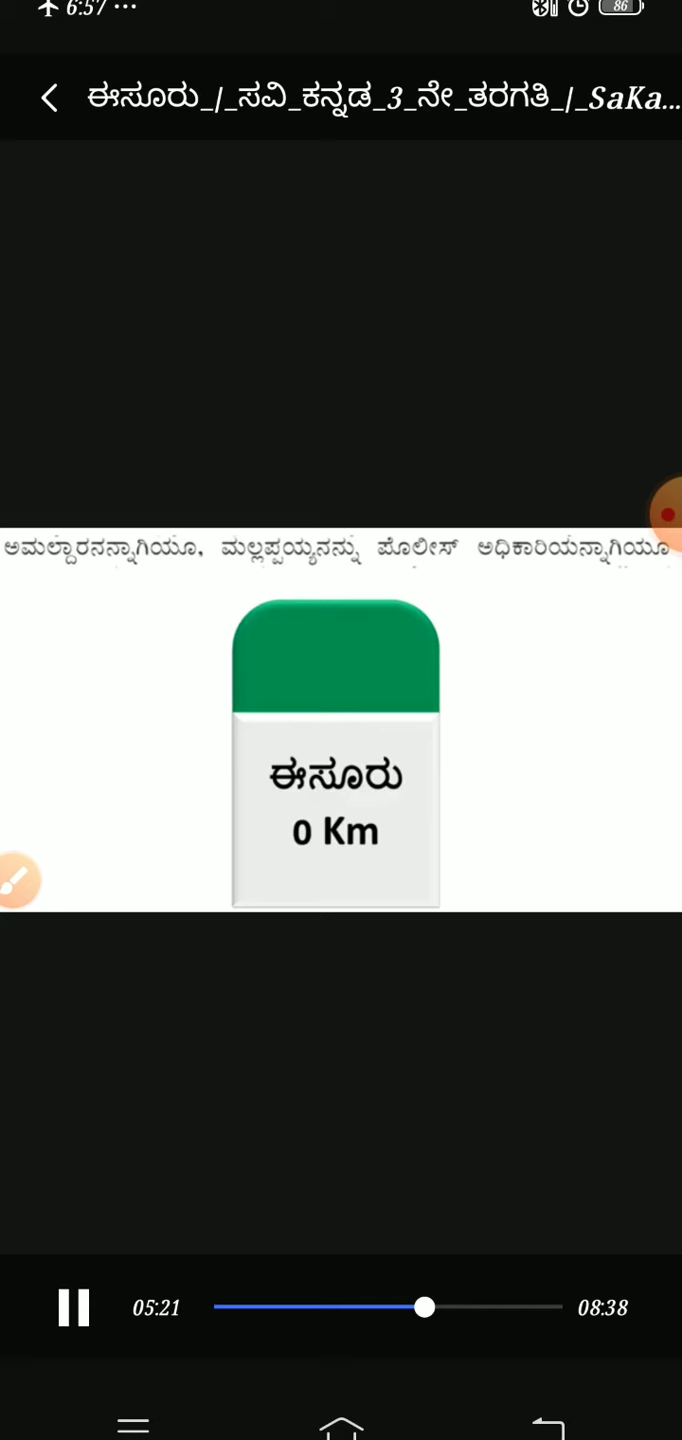 6:57 ...
86
ಈಸೂರು_/_ಸವಿ_ಕನ್ನಡ_3_ನೇ_ತರಗತಿ_/_SaKa...
ಅಮಲ್ದಾರನನ್ನಾಗಿಯೂ, ಮಲ್ಲಪ್ಪಯ್ಯನನ್ನು ಪೊಲೀಸ್ ಅಧಿಕಾರಿಯನ್ನಾಗಿಯೂ
ಈಸೂರು
0 Km
05:21
08:38